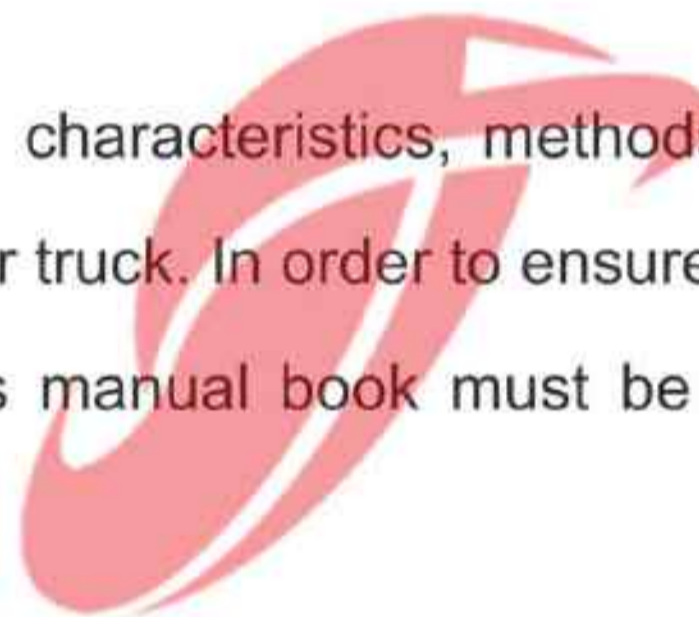 characteristics, method
r truck. In order to ensure
s manual book must be